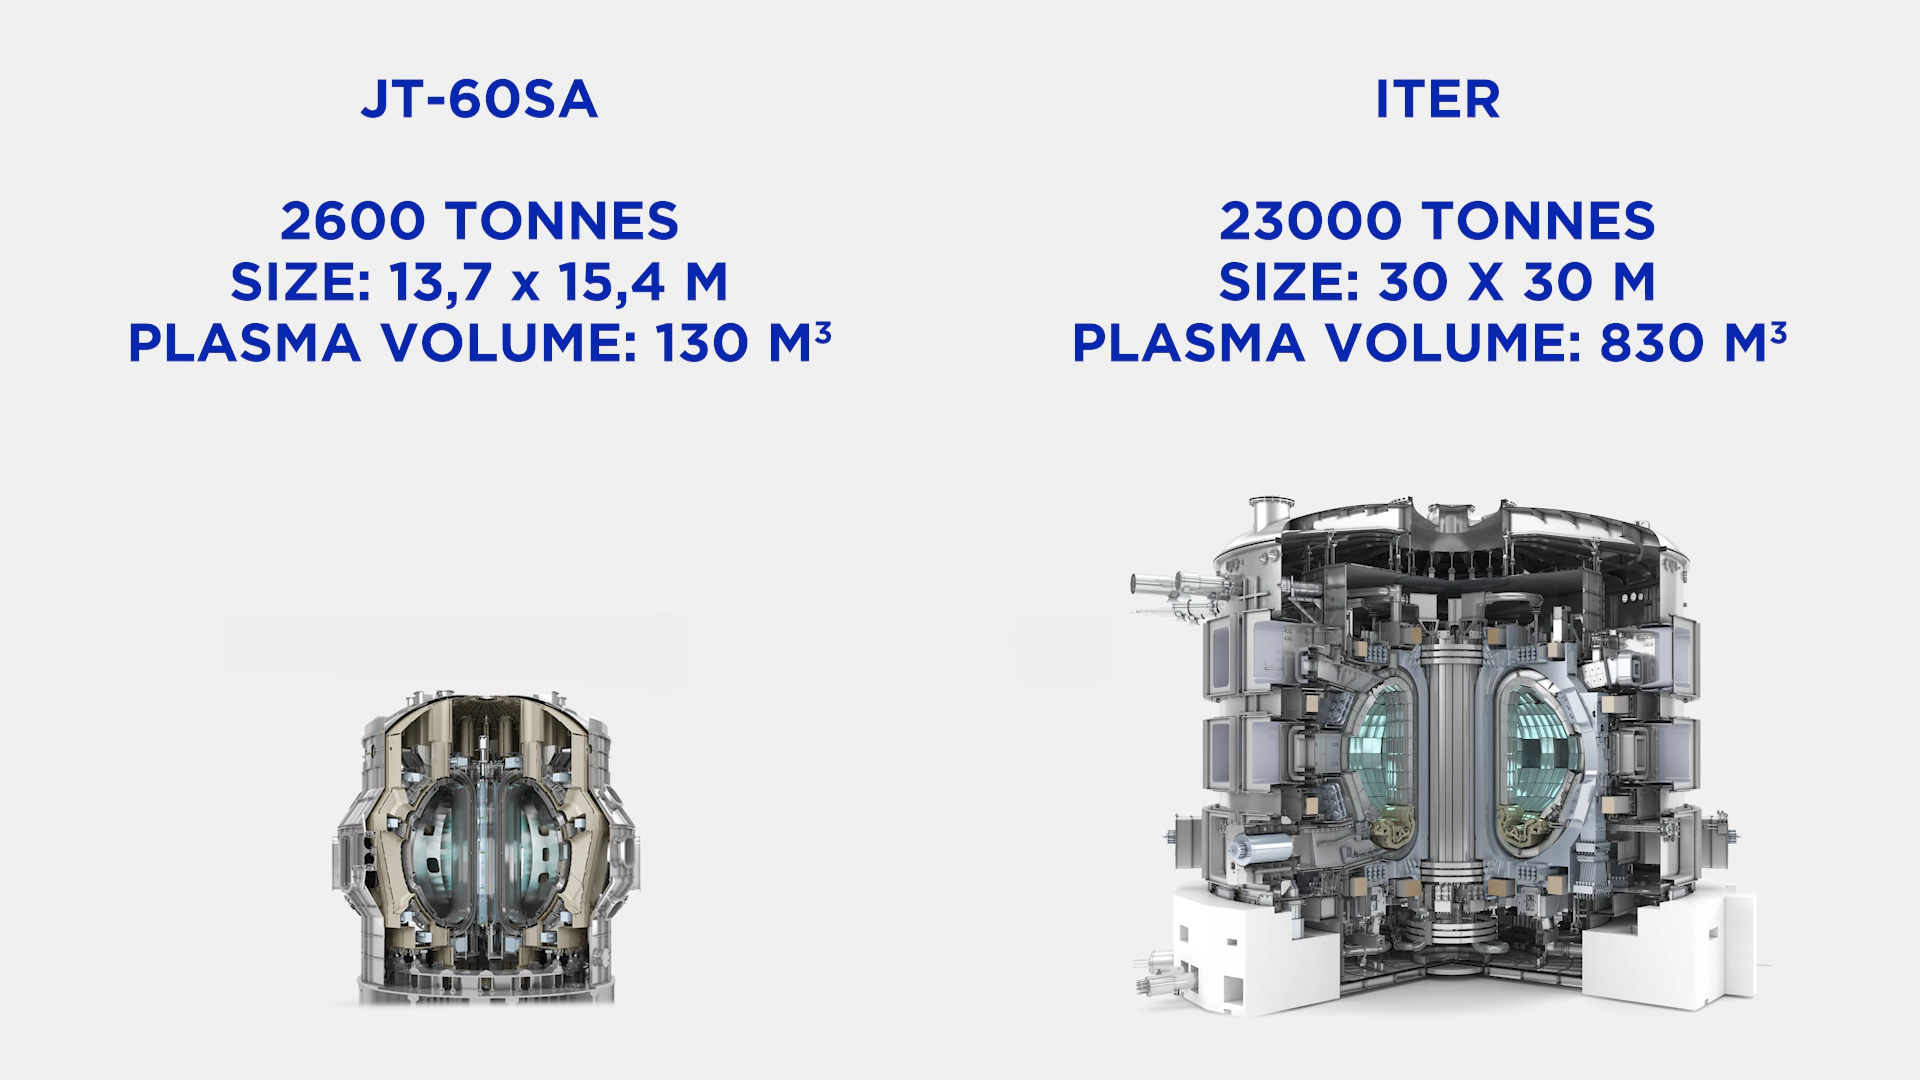 JT-60SA
2600 TONNES
SIZE: 13,7 x 15,4 M
PLASMA VOLUME: 130 M³
ITER
23000 TONNES
SIZE: 30 X 30 M
PLASMA VOLUME: 830 M³